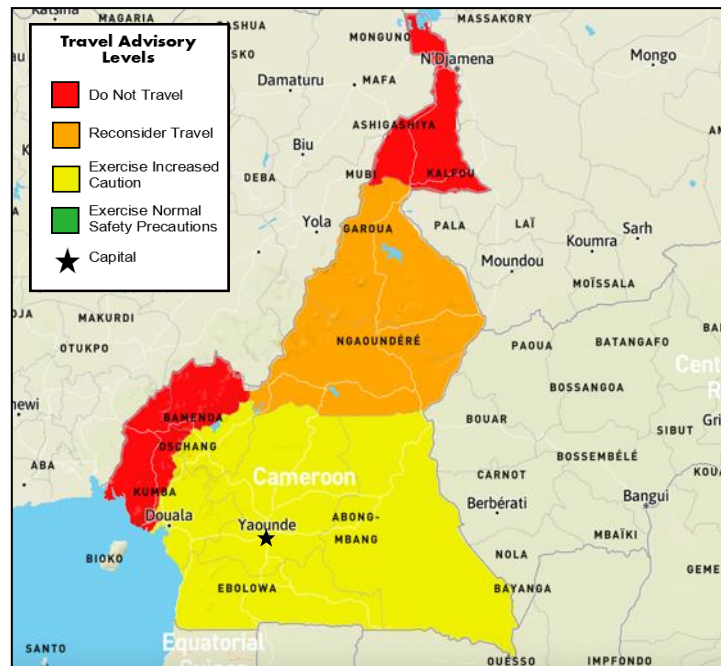 Travel Advisory
Levels
Do Not Travel
Reconsider Travel
Exercise Increased
Caution
Exercise Normal
Safety Precautions
Capital
MAGARIA
MASSAKORY
MONGUNO
N'Djamena
Mongo
Damaturu
MAFA
ASHIGASHIYA
Biu
DEBA
MUBI
KALFOU
Yola
GAROUA
PALA
LAÏ
Sarh
Koumra
Moundou
MOÏSSALA
MAKURDI
OTUKPO
NGAOUNDÉRÉ
PAOUA
BATANGAFO
BOSSANGOA
BAMENDA
BOUAR
SIBUT
DSCHANG
BOSSEMBÉLÉ
ABA
Cameroon
CARNOT
KUMBA
Berbérati
Bangui
Douala
Yaounde
ABONG-
MBANG
MBAÏKI
BIOKO
NOLA
EBOLOWA
BAYANGA
Equatorial
SANTO
OUESSO
IMPFONDO